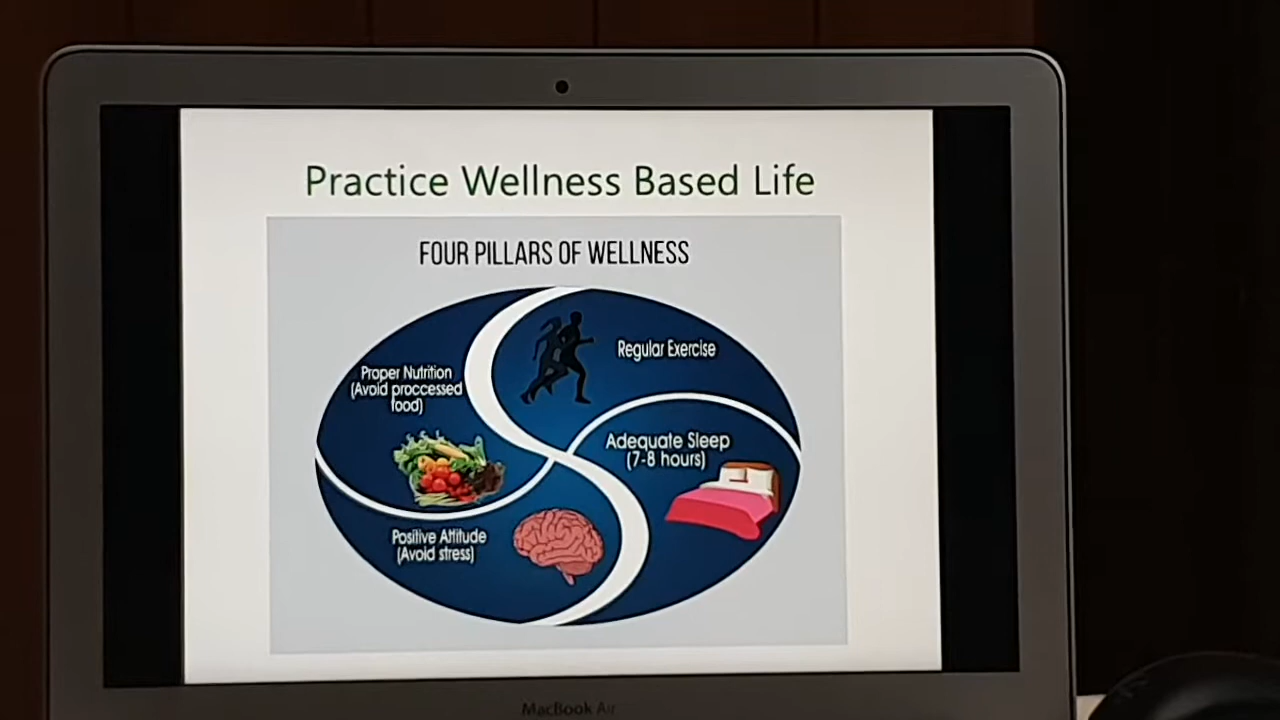 Practice Wellness Based Life
FOUR PILLARS OF WELLNESS
Regular Exercise
Proper Nutrition
(Avoid proccessed
food)
Adequate Sleep
(7-8 hours)
Positive Attitude
(Avoid stress)
MacBook Air